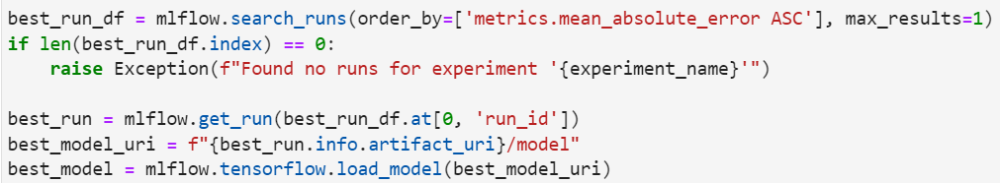 best_run_df = mlflow.search_runs(order_by=['metrics.mean_absolute_error ASC'], max_results=1)
if len(best_run_df.index) == 0:
    raise Exception(f"Found no runs for experiment '{experiment_name}'")

best_run = mlflow.get_run(best_run_df.at[0, 'run_id'])
best_model_uri = f"{best_run.info.artifact_uri}/model"
best_model = mlflow.tensorflow.load_model(best_model_uri)